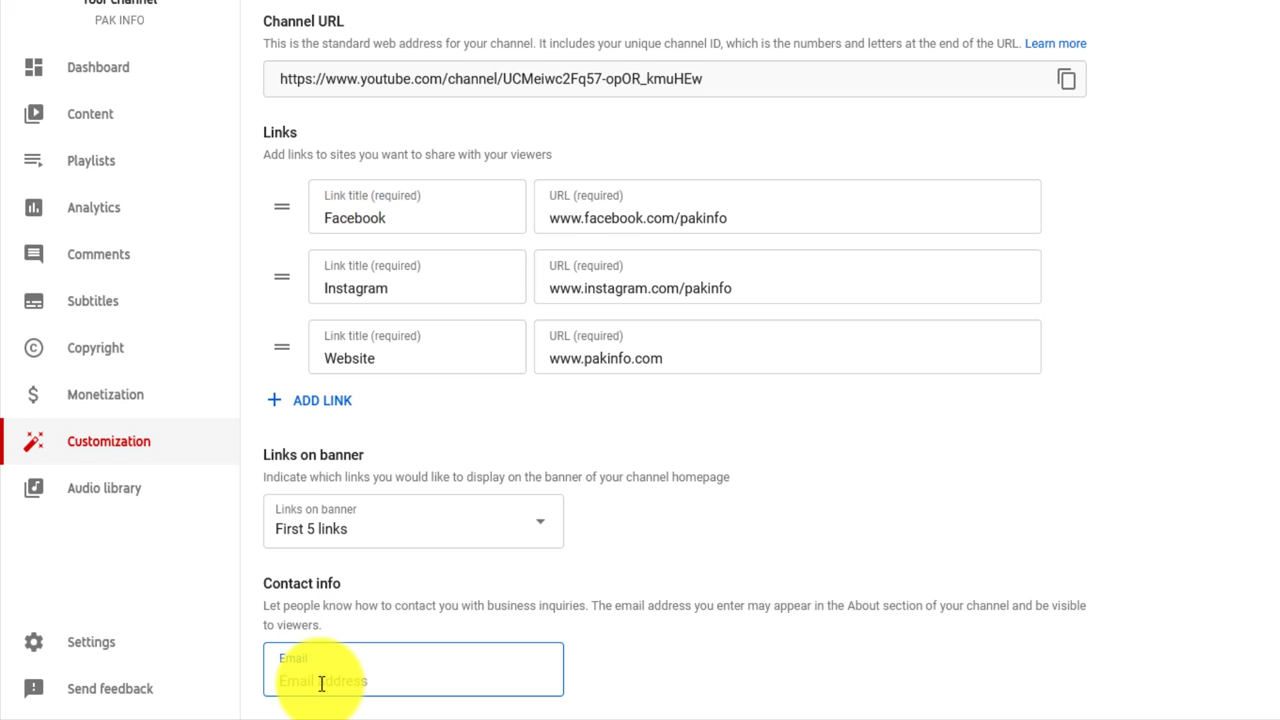 Your channel
PAK INFO
Dashboard
Content
Playlists
Analytics
Comments
Subtitles
Copyright
Monetization
Customization
Audio library
Settings
Send feedback
Channel URL
This is the standard web address for your channel. It includes your unique channel ID, which is the numbers and letters at the end of the URL. Learn more
https://www.youtube.com/channel/UCMeiwc2Fq57-opOR_kmuHEw
Links
Add links to sites you want to share with your viewers
Link title (required)
Facebook
URL (required)
www.facebook.com/pakinfo
Link title (required)
Instagram
URL (required)
www.instagram.com/pakinfo
Link title (required)
Website
URL (required)
www.pakinfo.com
ADD LINK
Links on banner
Indicate which links you would like to display on the banner of your channel homepage
Links on banner
First 5 links
Contact info
Let people know how to contact you with business inquiries. The email address you enter may appear in the About section of your channel and be visible
to viewers.
Email
Email address